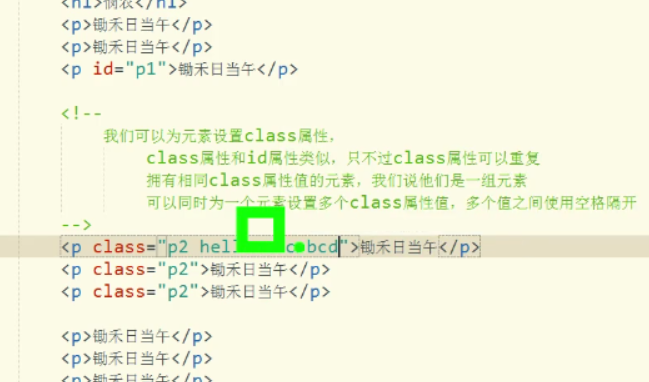 <h1>悯农</h1>
<p>锄禾日当午</p>
<p>锄禾日当午</p>
<p id="p1">锄禾日当午</p>
<!--
我们可以为元素设置class属性，
class属性和id属性类似，只不过class属性可以重复
拥有相同class属性值的元素，我们说他们是一组元素
可以同时为一个元素设置多个class属性值，多个值之间使用空格隔开
-->
<p class="p2 bcd">锄禾日当午</p>
<p class="p2">锄禾日当午</p>
<p class="p2">锄禾日当午</p>
<p>锄禾日当午</p>
<p>锄禾日当午</p>
<p>锄禾日当午</p>